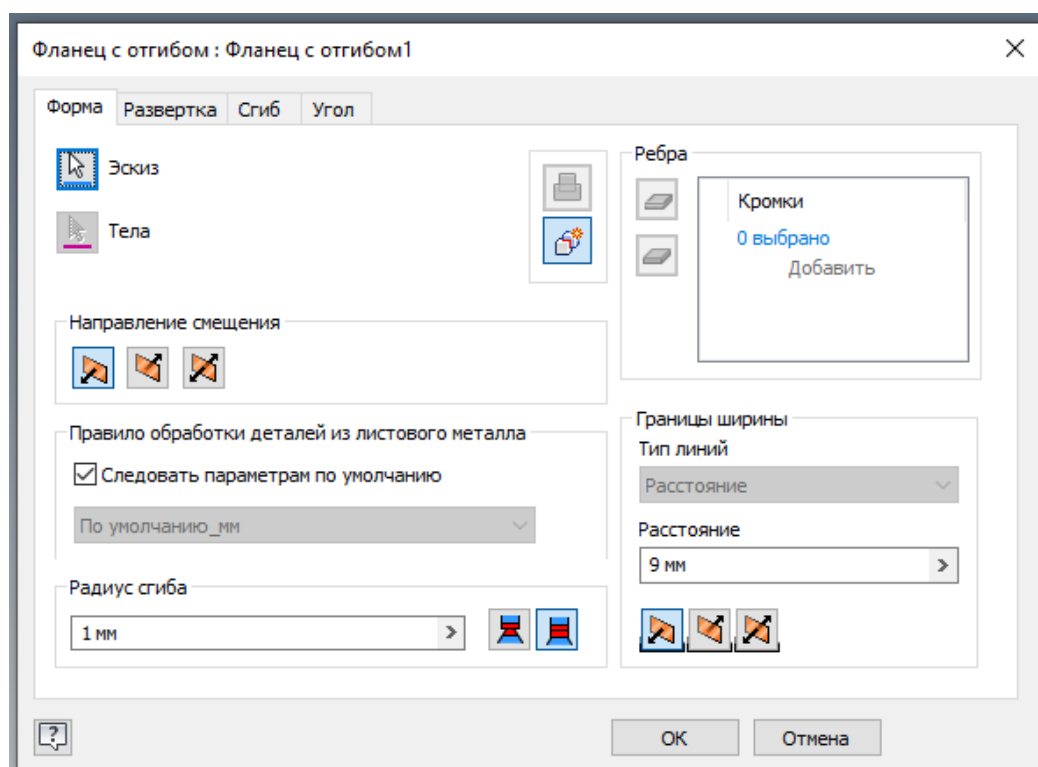 Фланец с отгибом : Фланец с отгибом1
Форма
Развертка
Сгиб
Угол
Эскиз
Тела
Ребра
Кромки
0 выбрано
Добавить
Направление смещения
Правило обработки деталей из листового металла
Следовать параметрам по умолчанию
По умолчанию_мм
Радиус сгиба
1 мм
Границы ширины
Тип линий
Расстояние
Расстояние
9 мм
ОК
Отмена